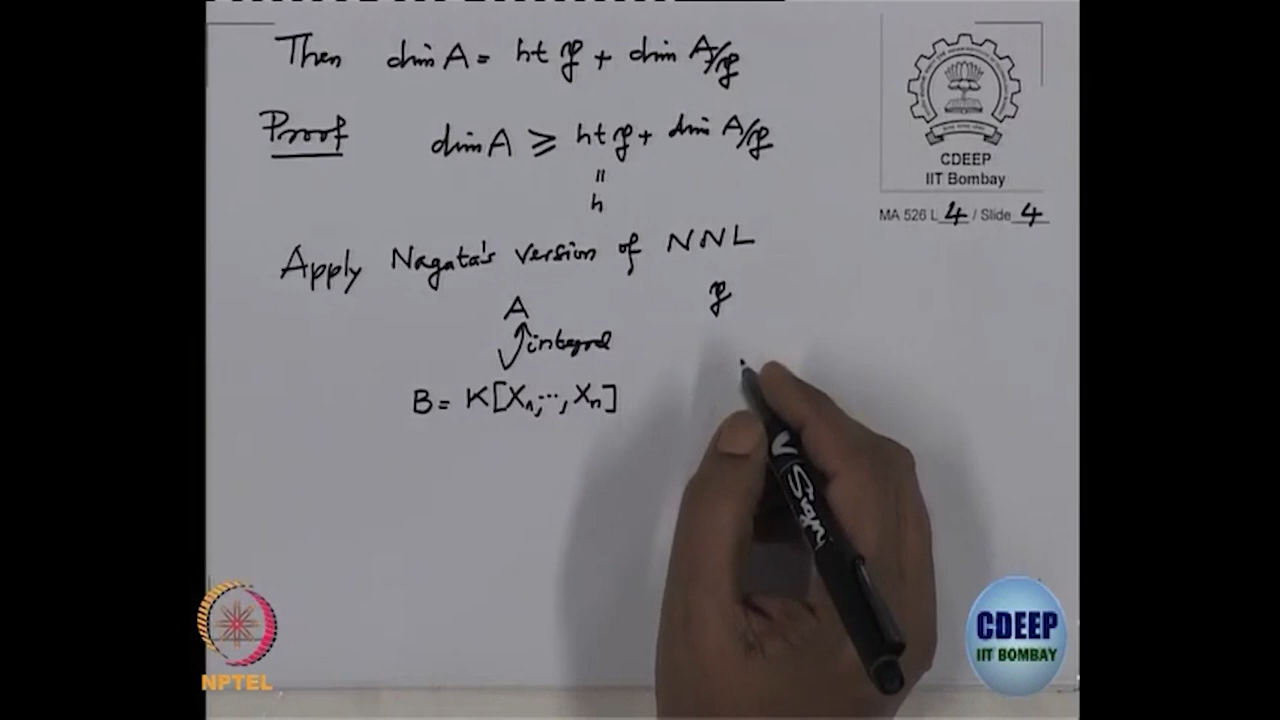 Then dim A = ht 𝔭 + dim A/𝔭
Proof dim A ≥ ht 𝔭 + dim A/𝔭
=
h
Apply Nagata's version of NNL
A 𝔭
integral
B = K[X₁,...,Xₙ]
CDEEP
IIT Bombay
MA 526 L 4 / Slide 4
V Sign
NPTEL
CDEEP
IIT BOMBAY